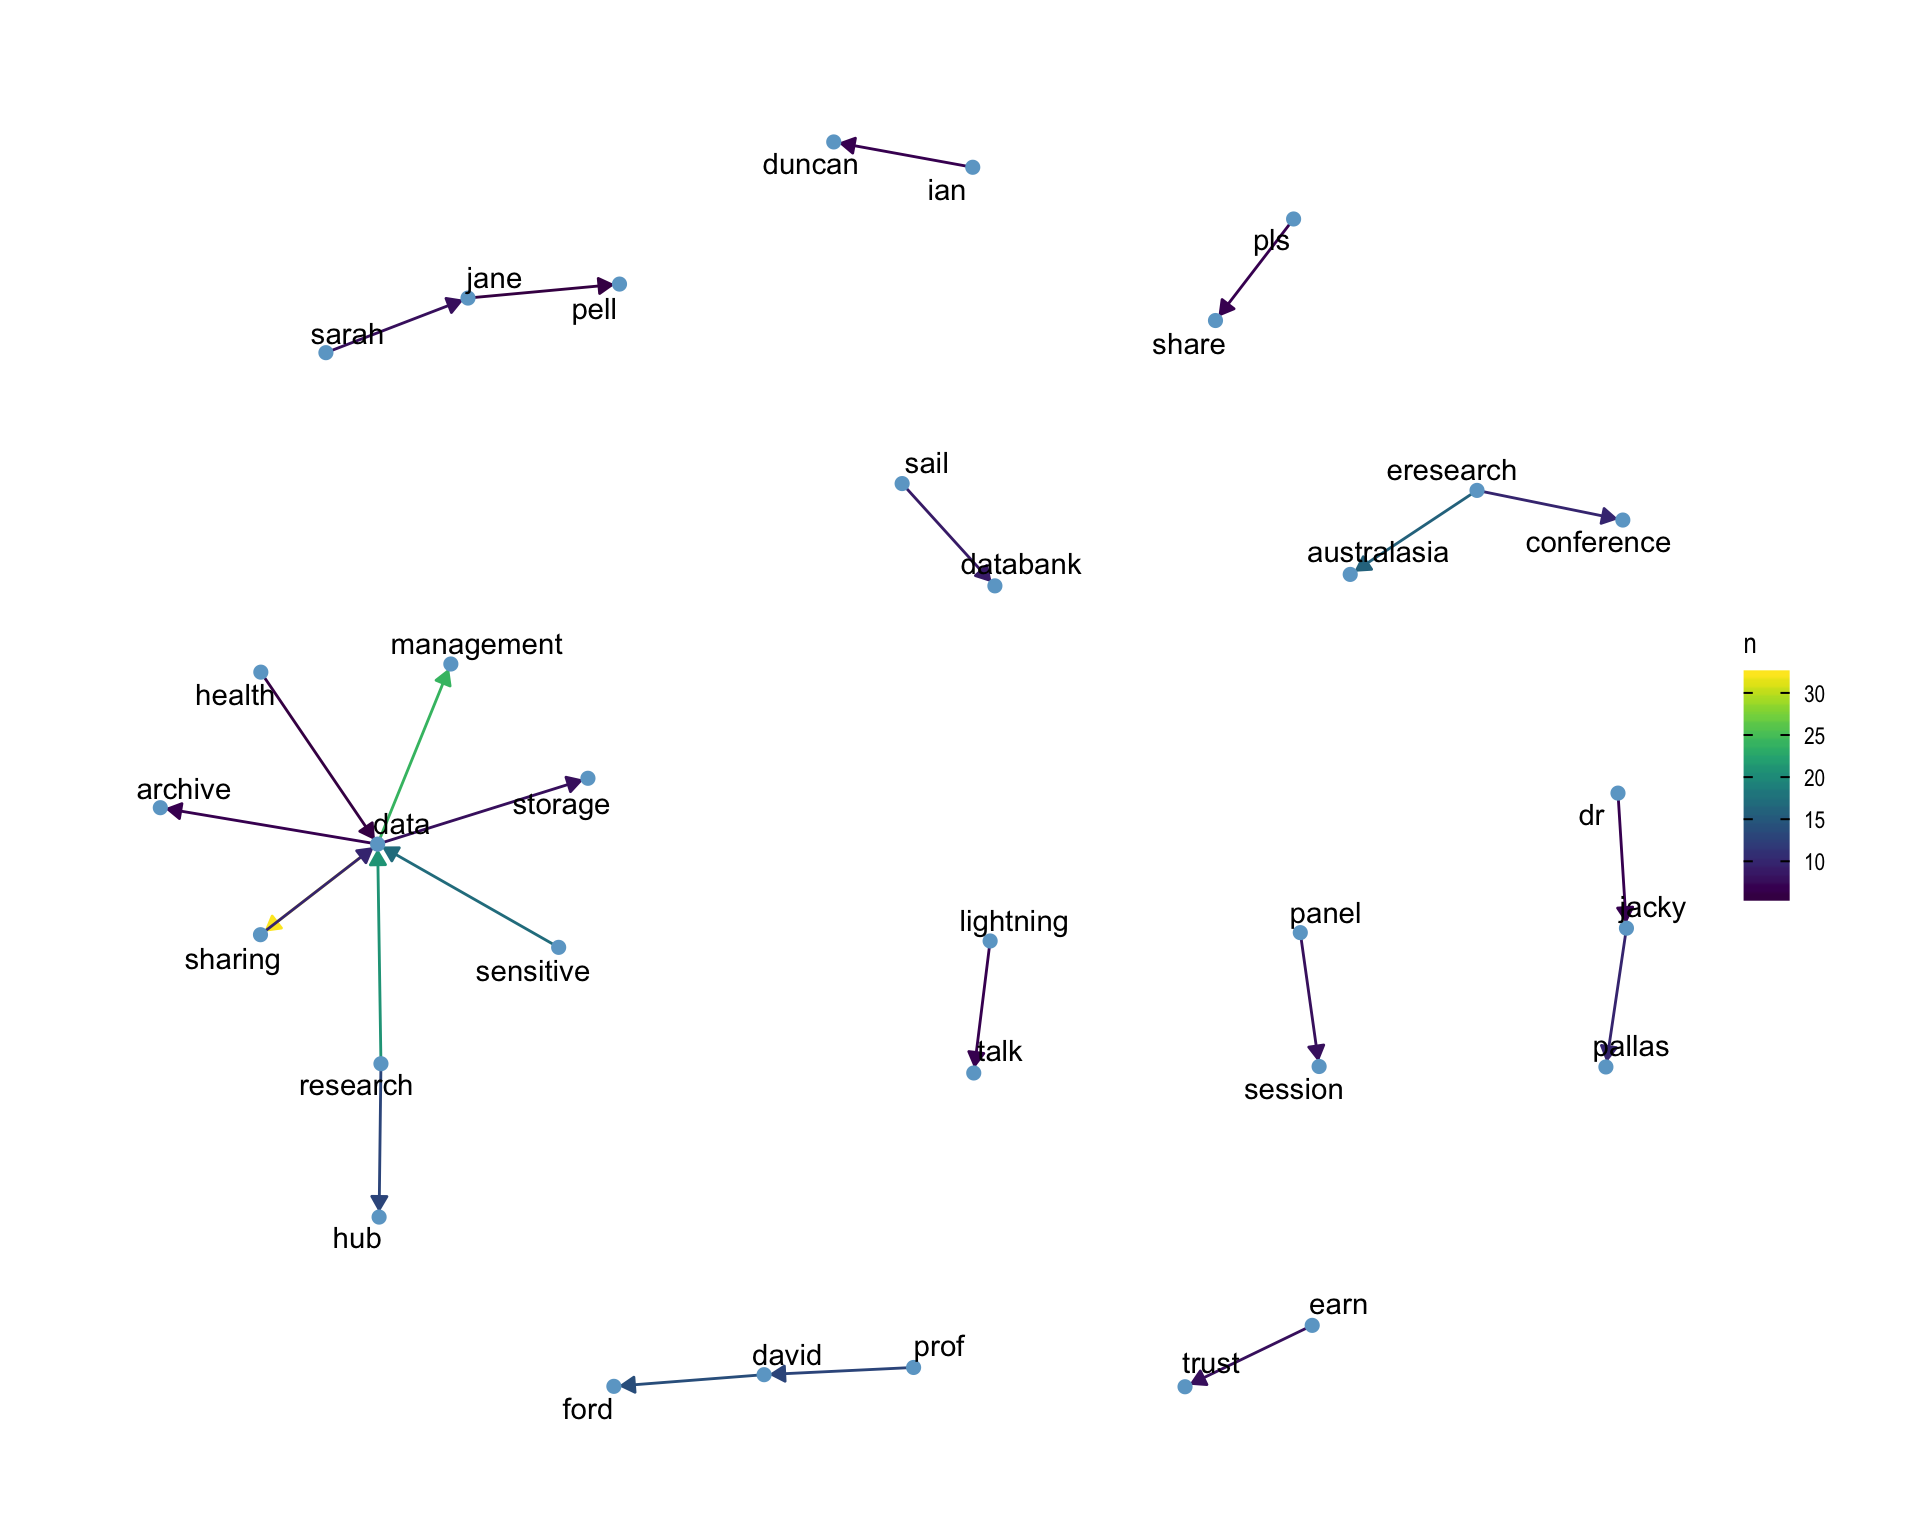 duncan
ian
pls
jane
pell
sarah
share
sail
eresearch
databank
australasia
conference
management
health
n
30
25
20
15
10
archive
storage
data
dr
sharing
sensitive
lightning
panel
jacky
talk
session
pallas
research
hub
earn
prof
david
trust
ford